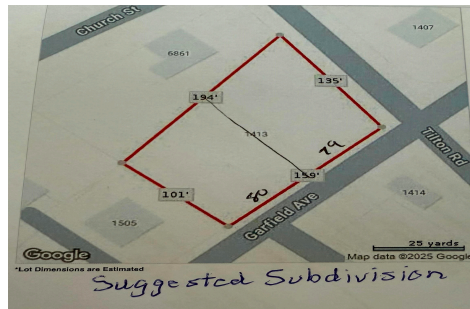 Church St
1407
6861
135'
194'
1413
79
Tilton Rd
159'
101'
80
1414
Garfield Ave
1505
25 yards
Google
Map data ©2025 Google
*Lot Dimensions are Estimated
Suggested Subdivision